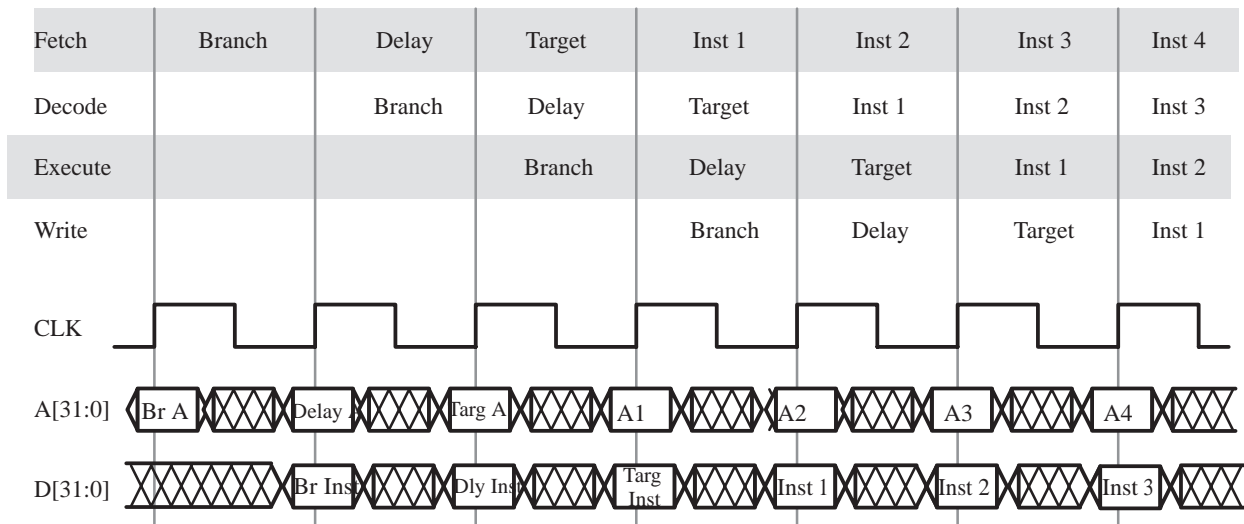 Fetch Branch Delay Target Inst 1 Inst 2 Inst 3 Inst 4
Decode Branch Delay Target Inst 1 Inst 2 Inst 3
Execute Branch Delay Target Inst 1 Inst 2
Write Branch Delay Target Inst 1
CLK
A[31:0] Br A Delay A Targ A A1 A2 A3 A4
D[31:0] Br Inst Dly Inst Targ Inst Inst 1 Inst 2 Inst 3